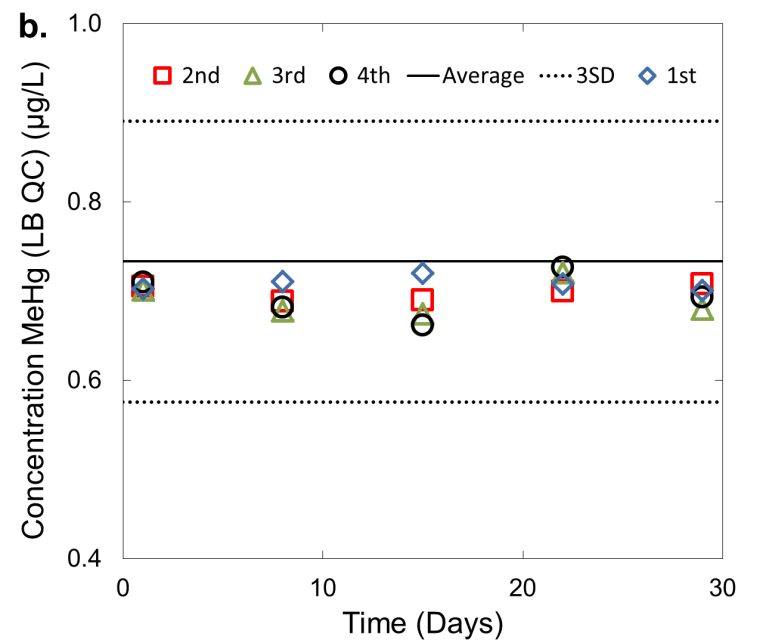 b.
1.0
2nd 3rd 4th Average 3SD 1st
0.8
0.6
0.4
Concentration MeHg (LB QC) (µg/L)
0 10 20 30
Time (Days)